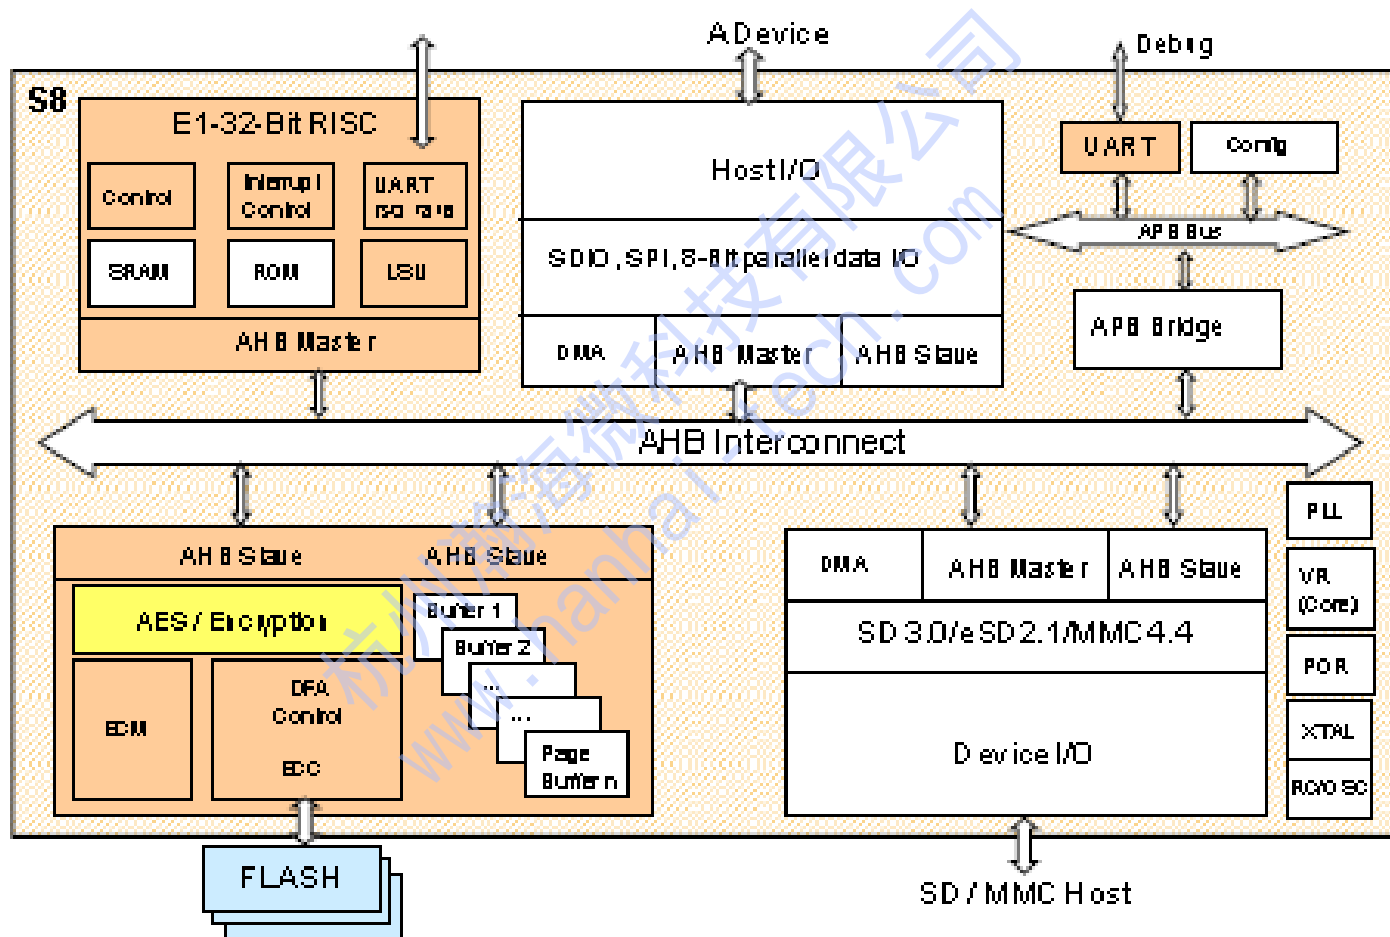 A Device
Debug
S8
E1-32-Bit RISC
Control
Interrupt
Control
UART
SRAM
ROM
LSU
AHB Master
Host I/O
SDIO, SPI, 8-Bit parallel data I/O
DMA
AHB Master
AHB Slave
UART
Config
APB Bus
APB Bridge
AHB Interconnect
AHB Slave
AHB Slave
AES / Encryption
Buffer 1
Buffer 2
...
...
Page
Buffer n
EDM
DFA
Control
EDC
FLASH
DMA
AHB Master
AHB Slave
SD 3.0/eSD 2.1/MMC 4.4
Device I/O
SD / MMC Host
PLL
VR
(Core)
POR
XTAL
RC/OSC
杭州瀚海微科技有限公司
www.hanhai-tech.com